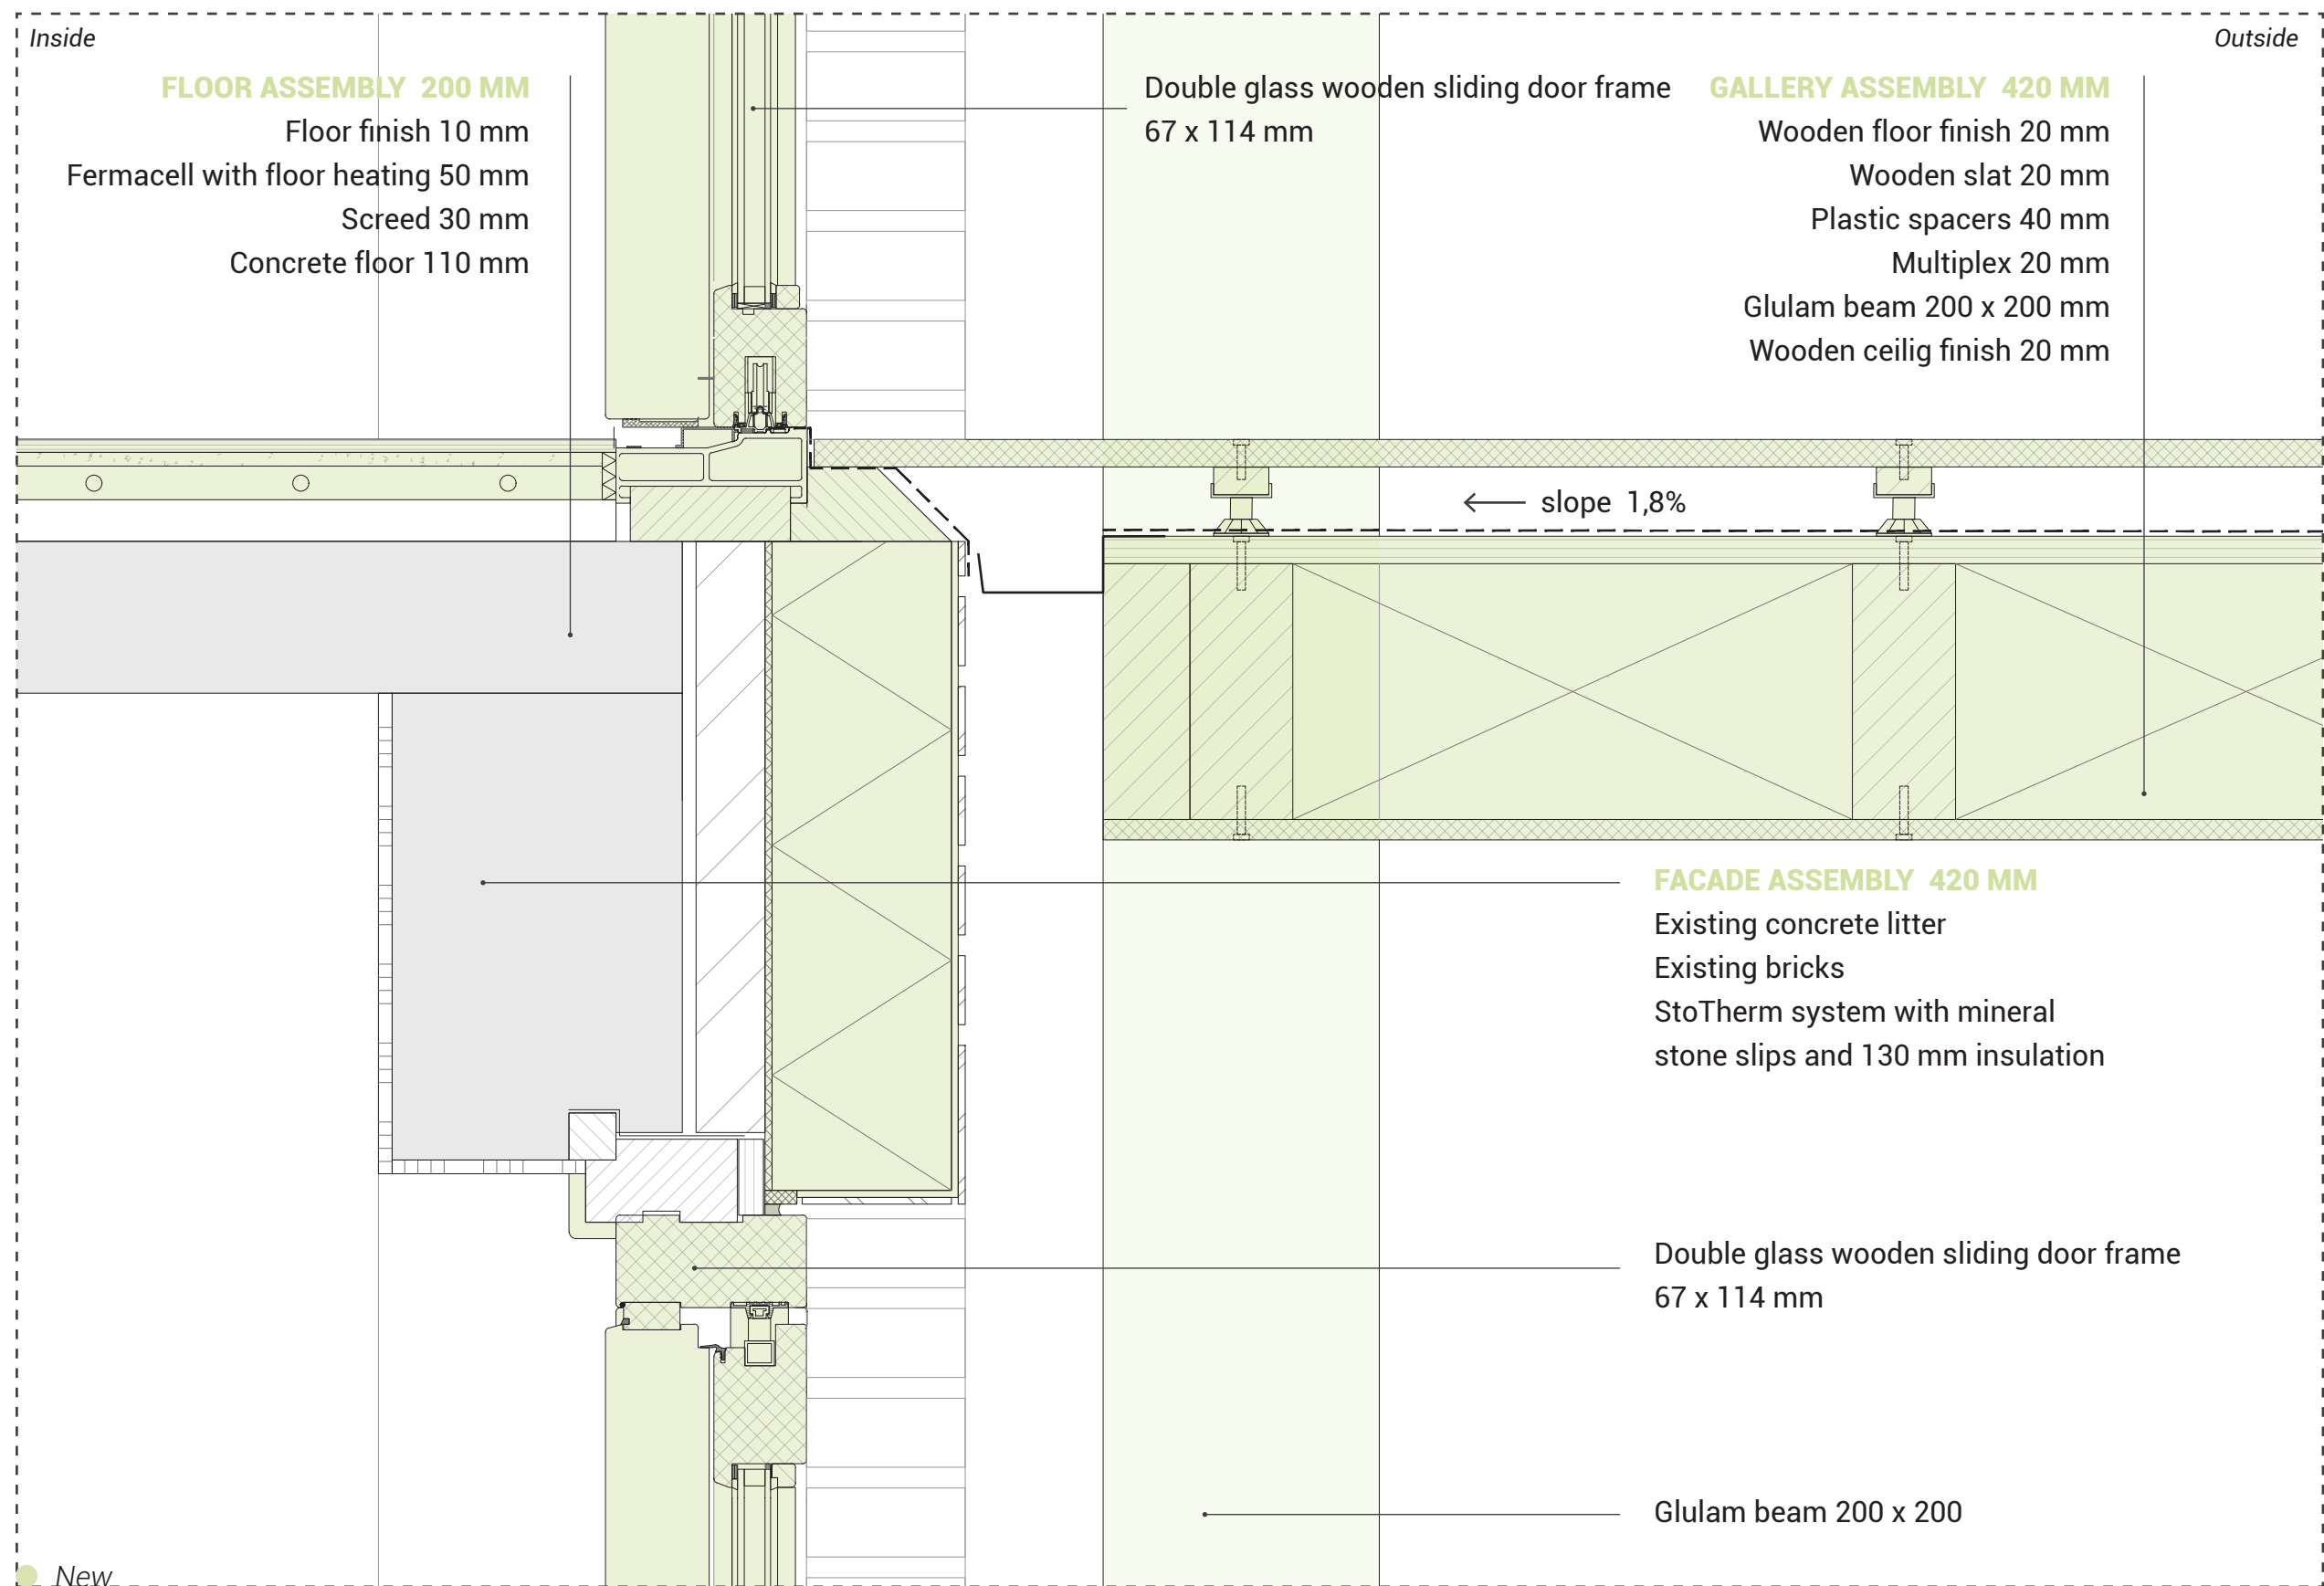 Inside
Outside
FLOOR ASSEMBLY 200 MM
Floor finish 10 mm
Fermacell with floor heating 50 mm
Screed 30 mm
Concrete floor 110 mm
Double glass wooden sliding door frame
67 x 114 mm
GALLERY ASSEMBLY 420 MM
Wooden floor finish 20 mm
Wooden slat 20 mm
Plastic spacers 40 mm
Multiplex 20 mm
Glulam beam 200 x 200 mm
Wooden ceilig finish 20 mm
slope 1,8%
FACADE ASSEMBLY 420 MM
Existing concrete litter
Existing bricks
StoTherm system with mineral
stone slips and 130 mm insulation
Double glass wooden sliding door frame
67 x 114 mm
Glulam beam 200 x 200
New